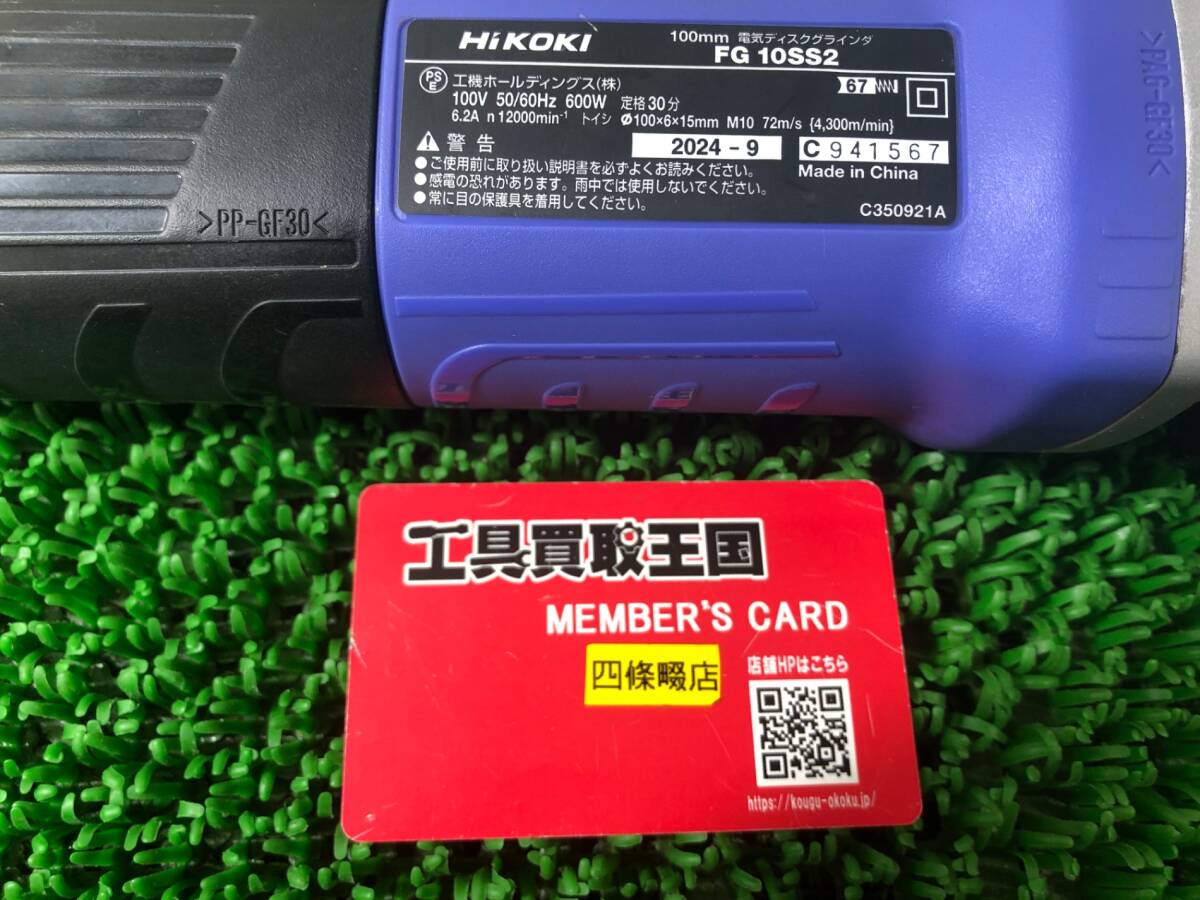 HiKOKI
100mm 電気ディスクグラインダ
FG 10SS2
PS
E
工機ホールディングス(株)
67
100V 50/60Hz 600W 定格30分
6.2A n 12000min⁻¹ トイシ Φ100×6×15mm M10 72m/s {4,300m/min}
警告
2024 - 9
C 941567
Made in China
●ご使用前に取り扱い説明書を必ずよくお読みください。
●感電の恐れがあります。雨中では使用しないでください。
●常に目の保護具を着用してください。
C350921A
>PP-GF30<
>PA6-GF30<
工具買取王国
MEMBER'S CARD
四條畷店
店舗HPはこちら
https://kougu-okoku.jp/